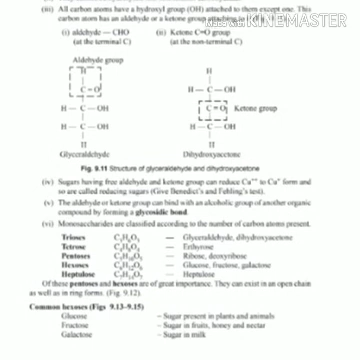 (iii) All carbon atoms have a hydroxyl group (OH) attached to them except one. This
carbon atom has an aldehyde or a ketone group attaching to
(i) aldehyde — CHO (ii) Ketone C=O group
(at the terminal C) (at the non-terminal C)
Aldehyde group
H H
C = O H — C — OH
H — C — OH C = O Ketone group
H — C — OH H — C — OH
H H
Glyceraldehyde Dihydroxyacetone
Fig. 9.11 Structure of glyceraldehyde and dihydroxyacetone
(iv) Sugars having free aldehyde and ketone group can reduce Cu⁺⁺ to Cu⁺ form and
so are called reducing sugars (Give Benedict's and Fehling's test).
(v) The aldehyde or ketone group can bind with an alcoholic group of another organic
compound by forming a glycosidic bond.
(vi) Monosaccharides are classified according to the number of carbon atoms present.
Trioses C₃H₆O₃ — Glyceraldehyde, dihydroxyacetone
Tetrose C₄H₈O₄ — Erthyrose
Pentoses C₅H₁₀O₅ — Ribose, deoxyribose
Hexoses C₆H₁₂O₆ — Glucose, fructose, galactose
Heptulose C₇H₁₄O₇ — Heptulose
Of these pentoses and hexoses are of great importance. They can exist in an open chain
as well as in ring forms. (Fig. 9.12).
Common hexoses (Figs 9.13–9.15)
Glucose – Sugar present in plants and animals
Fructose – Sugar in fruits, honey and nectar
Galactose – Sugar in milk